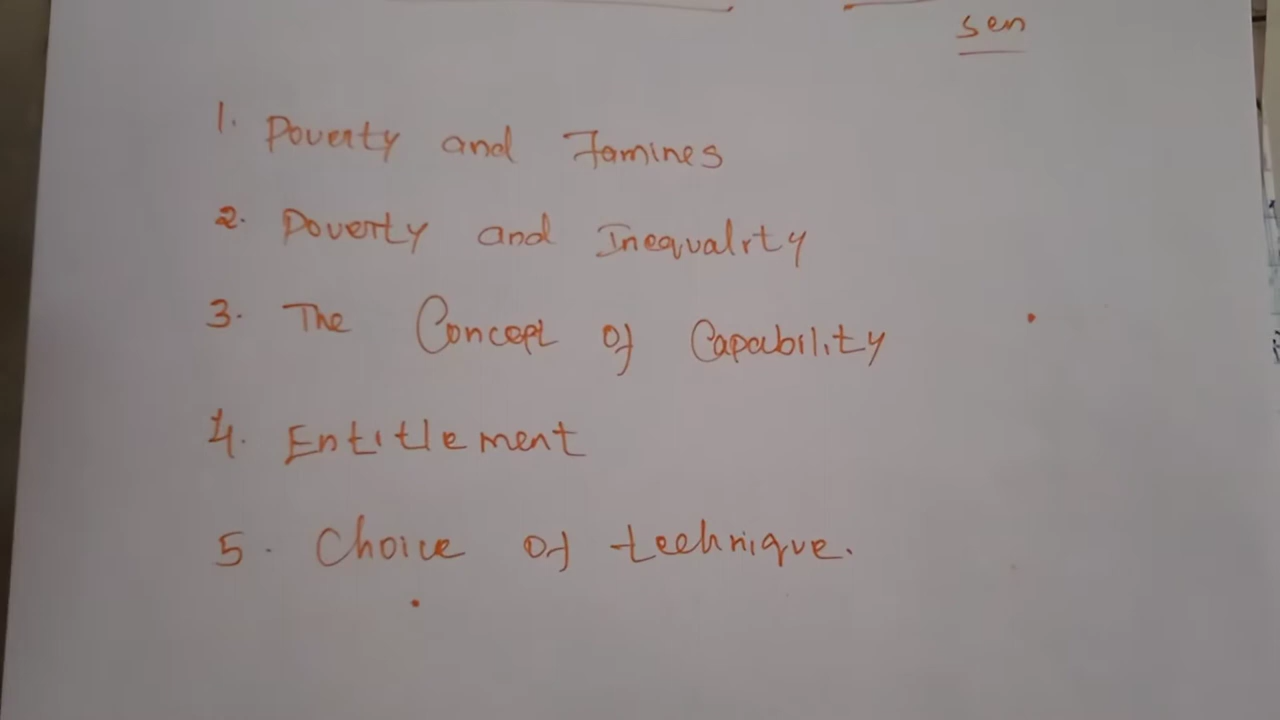 sen
1. Poverty and Famines
2. Poverty and Inequality
3. The Concept of Capability
4. Entitlement
5. Choice of technique.